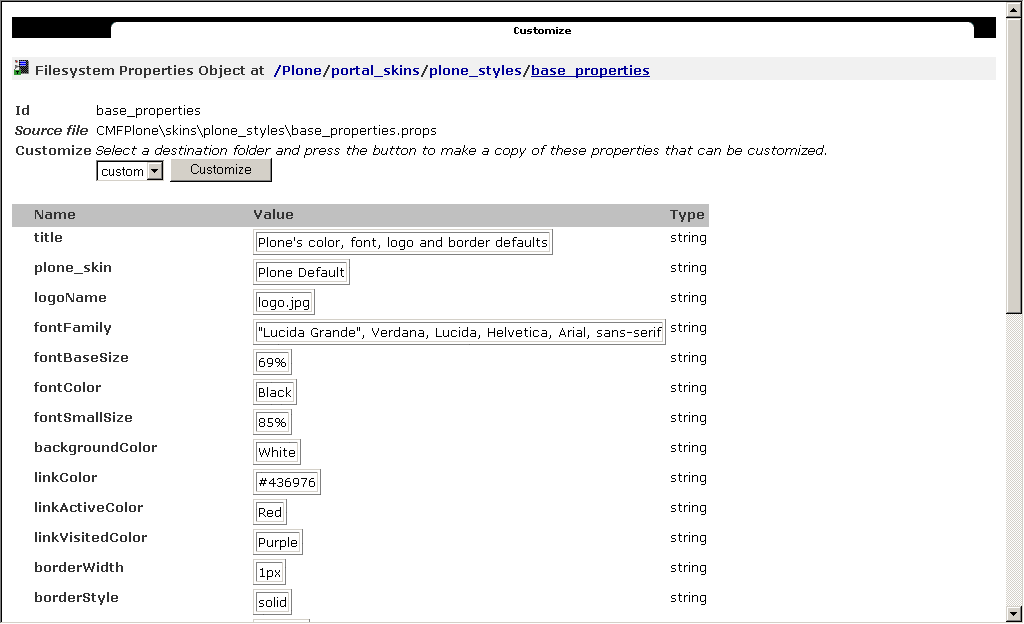 Customize
Filesystem Properties Object at /Plone/portal_skins/plone_styles/base_properties
Id base_properties
Source file CMFPlone\skins\plone_styles\base_properties.props
Customize Select a destination folder and press the button to make a copy of these properties that can be customized.
custom Customize
Name Value Type
title Plone's color, font, logo and border defaults string
plone_skin Plone Default string
logoName logo.jpg string
fontFamily "Lucida Grande", Verdana, Lucida, Helvetica, Arial, sans-serif string
fontBaseSize 69% string
fontColor Black string
fontSmallSize 85% string
backgroundColor White string
linkColor #436976 string
linkActiveColor Red string
linkVisitedColor Purple string
borderWidth 1px string
borderStyle solid string